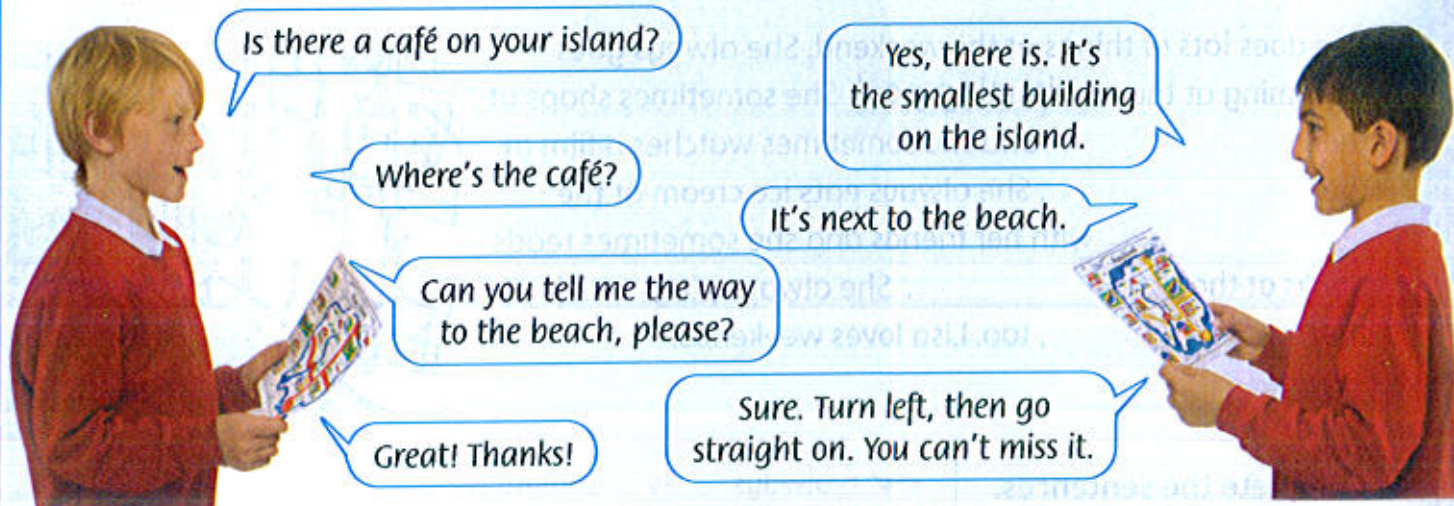 Is there a café on your island?
Yes, there is. It's
the smallest building
on the island.
Where's the café?
It's next to the beach.
Can you tell me the way
to the beach, please?
Sure. Turn left, then go
straight on. You can't miss it.
Great! Thanks!